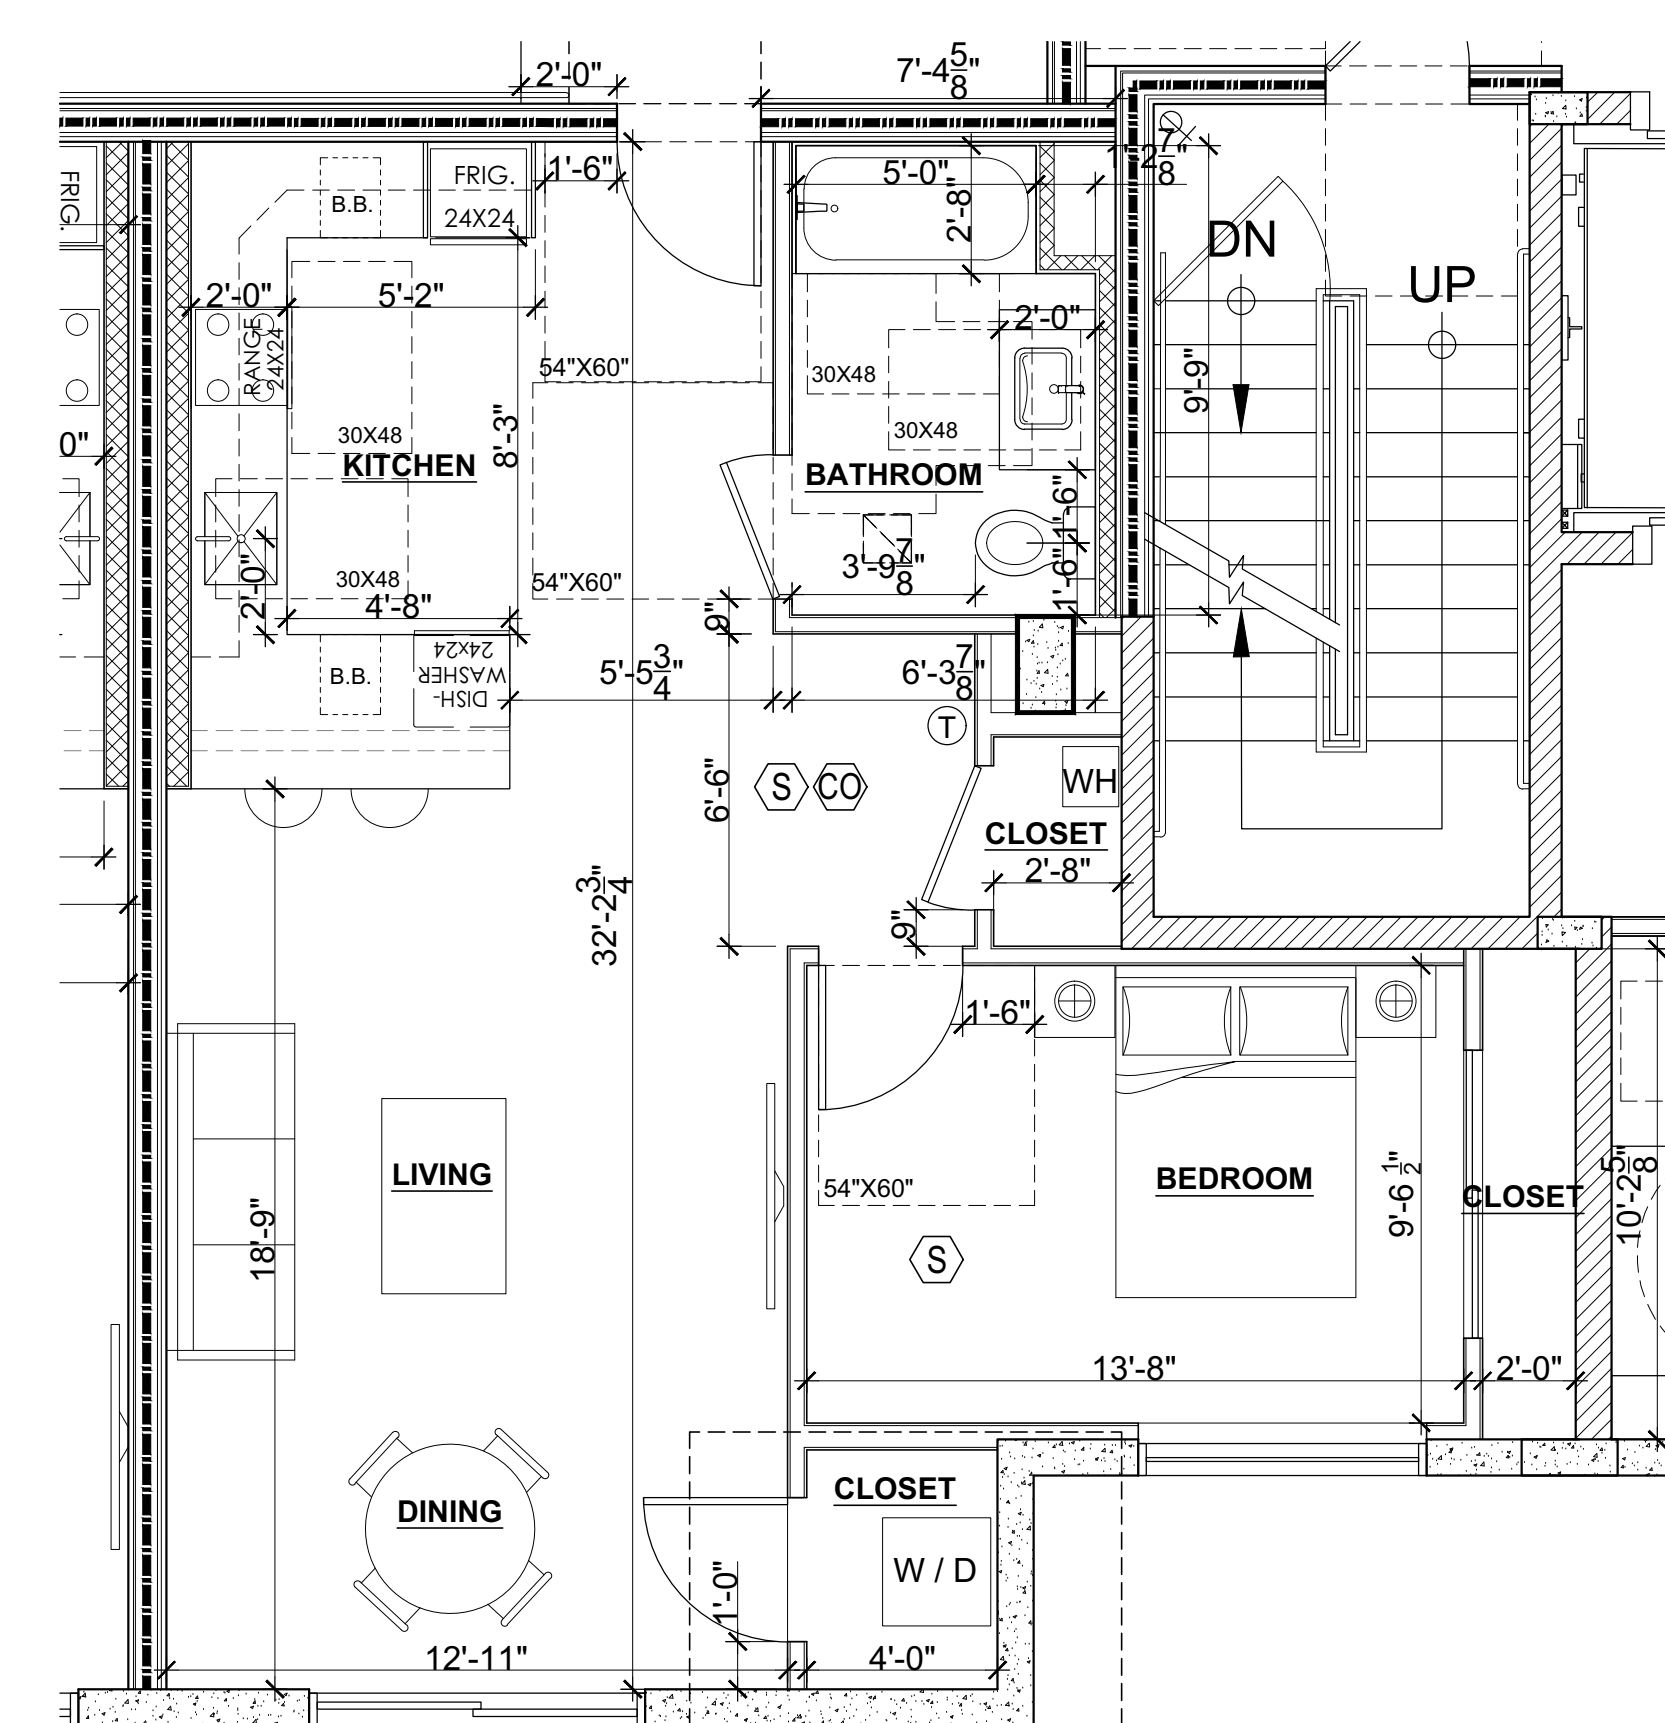 2'-0"
7'-4 5/8"
FRIG.
FRIG.
24X24
1'-6"
B.B.
5'-0"
2'-8"
1'-2 7/8"
DN
UP
2'-0"
5'-2"
RANGE
24X24
54"X60"
30X48
2'-0"
9'-9"
0"
30X48
KITCHEN
8'-3"
30X48
BATHROOM
1'-6"
3'-9 7/8"
1'-6"
54"X60"
30X48
2'-0"
4'-8"
9"
B.B.
DISH-
WASHER
24x24
5'-5 3/4"
6'-3 7/8"
T
S
CO
6'-6"
WH
CLOSET
2'-8"
32'-2 3/4"
9"
1'-6"
LIVING
18'-9"
54"X60"
BEDROOM
9'-6 1/2"
CLOSET
10'-2 5/8"
S
13'-8"
2'-0"
DINING
CLOSET
W / D
1'-0"
12'-11"
4'-0"